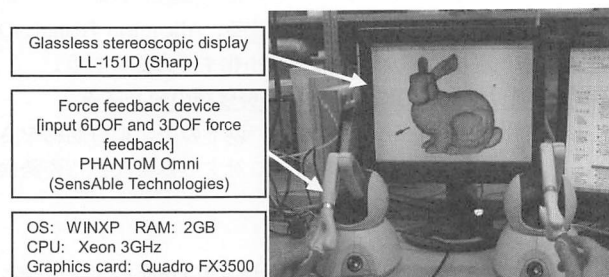 Glassless stereoscopic display
LL-151D (Sharp)
Force feedback device
[input 6DOF and 3DOF force
feedback]
PHANToM Omni
(SensAble Technologies)
OS: WINXP RAM: 2GB
CPU: Xeon 3GHz
Graphics card: Quadro FX3500